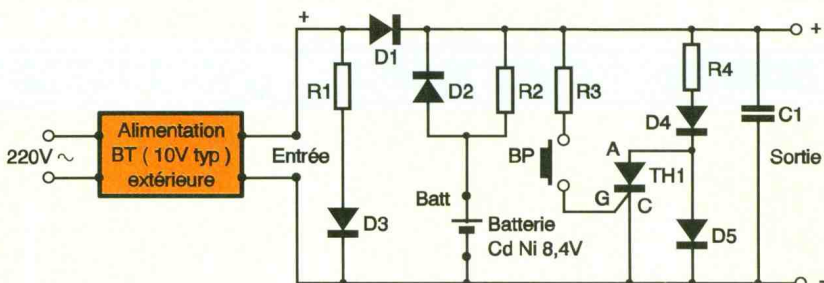 +
+
D1
R1
D2
R2
R3
R4
C1
D4
Alimentation
BT ( 10V typ )
extérieure
220V ~
Entrée
BP
A
TH1
Sortie
G
C
Batt
D3
Batterie
Cd Ni 8,4V
D5
-